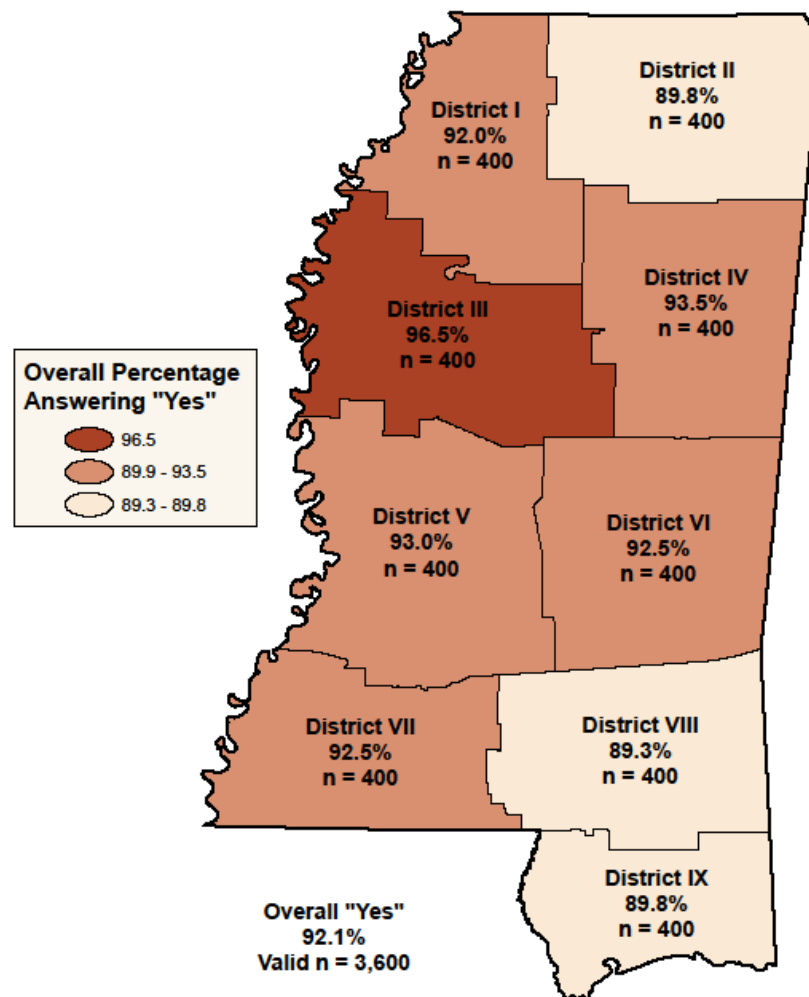 District II
89.8%
n = 400
District I
92.0%
n = 400
District IV
93.5%
n = 400
District III
96.5%
n = 400
Overall Percentage
Answering "Yes"
96.5
89.9 - 93.5
89.3 - 89.8
District V
93.0%
n = 400
District VI
92.5%
n = 400
District VII
92.5%
n = 400
District VIII
89.3%
n = 400
District IX
89.8%
n = 400
Overall "Yes"
92.1%
Valid n = 3,600